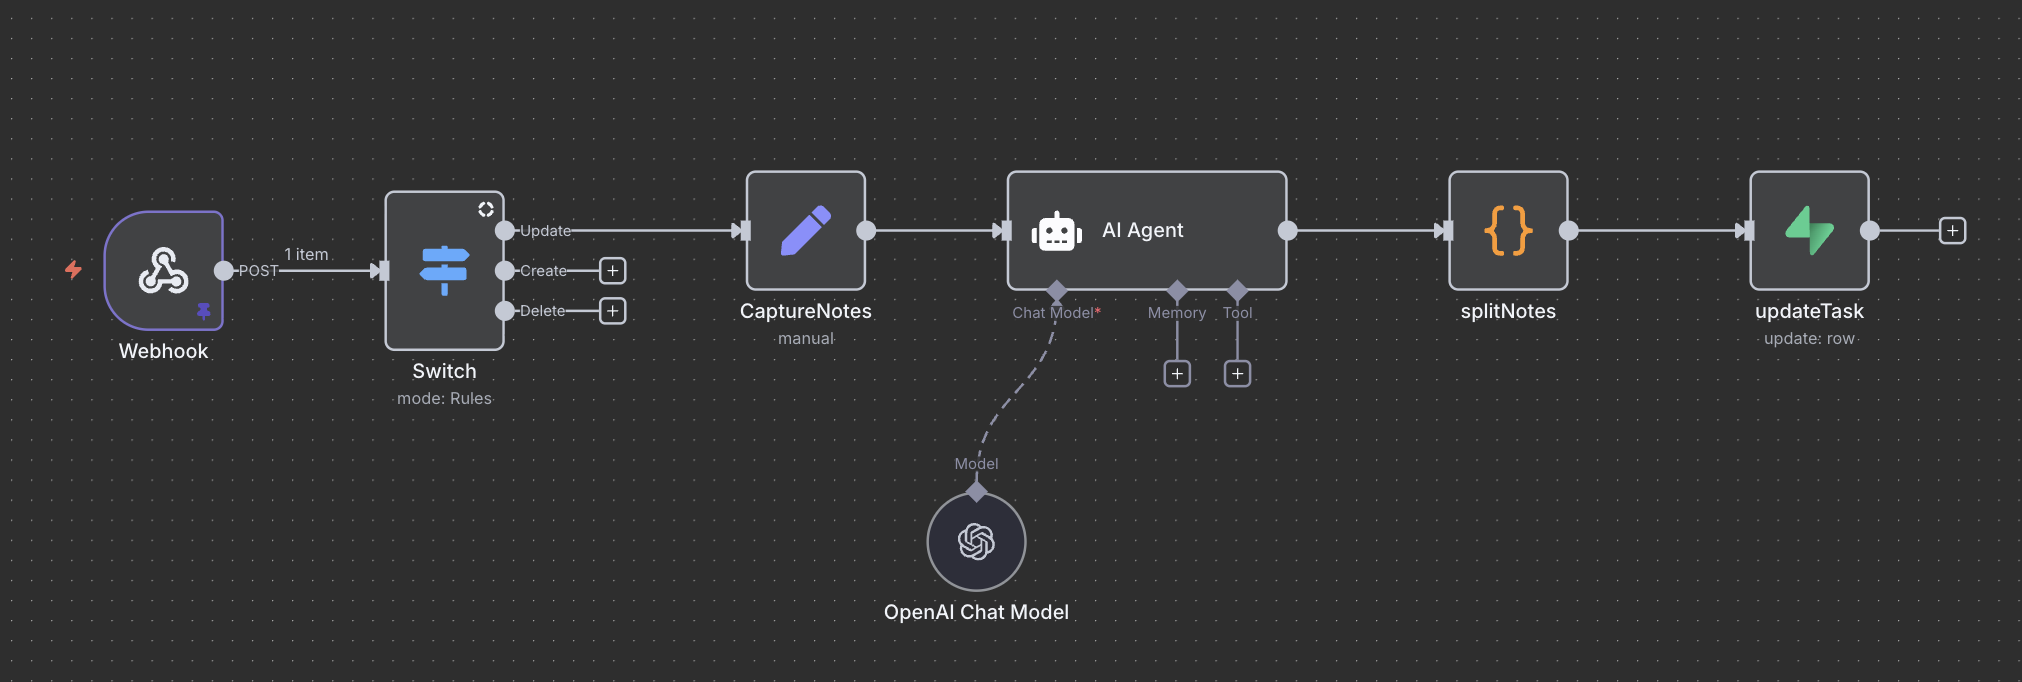 1 item
POST
Webhook
Update
Create
Delete
Switch
mode: Rules
CaptureNotes
manual
AI Agent
Chat Model*
Memory
Tool
Model
OpenAI Chat Model
splitNotes
updateTask
update: row